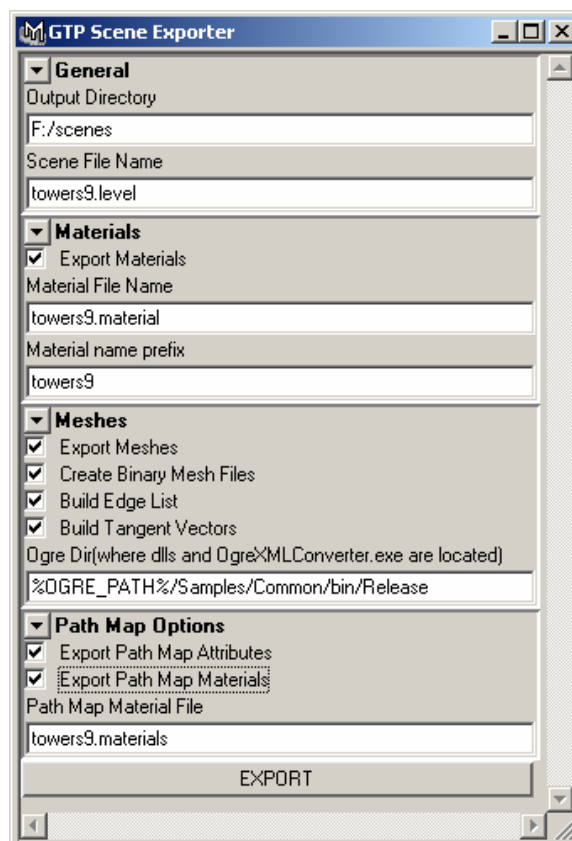 GTP Scene Exporter
General
Output Directory
F:/scenes
Scene File Name
towers9.level
Materials
Export Materials
Material File Name
towers9.material
Material name prefix
towers9
Meshes
Export Meshes
Create Binary Mesh Files
Build Edge List
Build Tangent Vectors
Ogre Dir(where dlls and OgreXMLConverter.exe are located)
%OGRE_PATH%/Samples/Common/bin/Release
Path Map Options
Export Path Map Attributes
Export Path Map Materials
Path Map Material File
towers9.materials
EXPORT